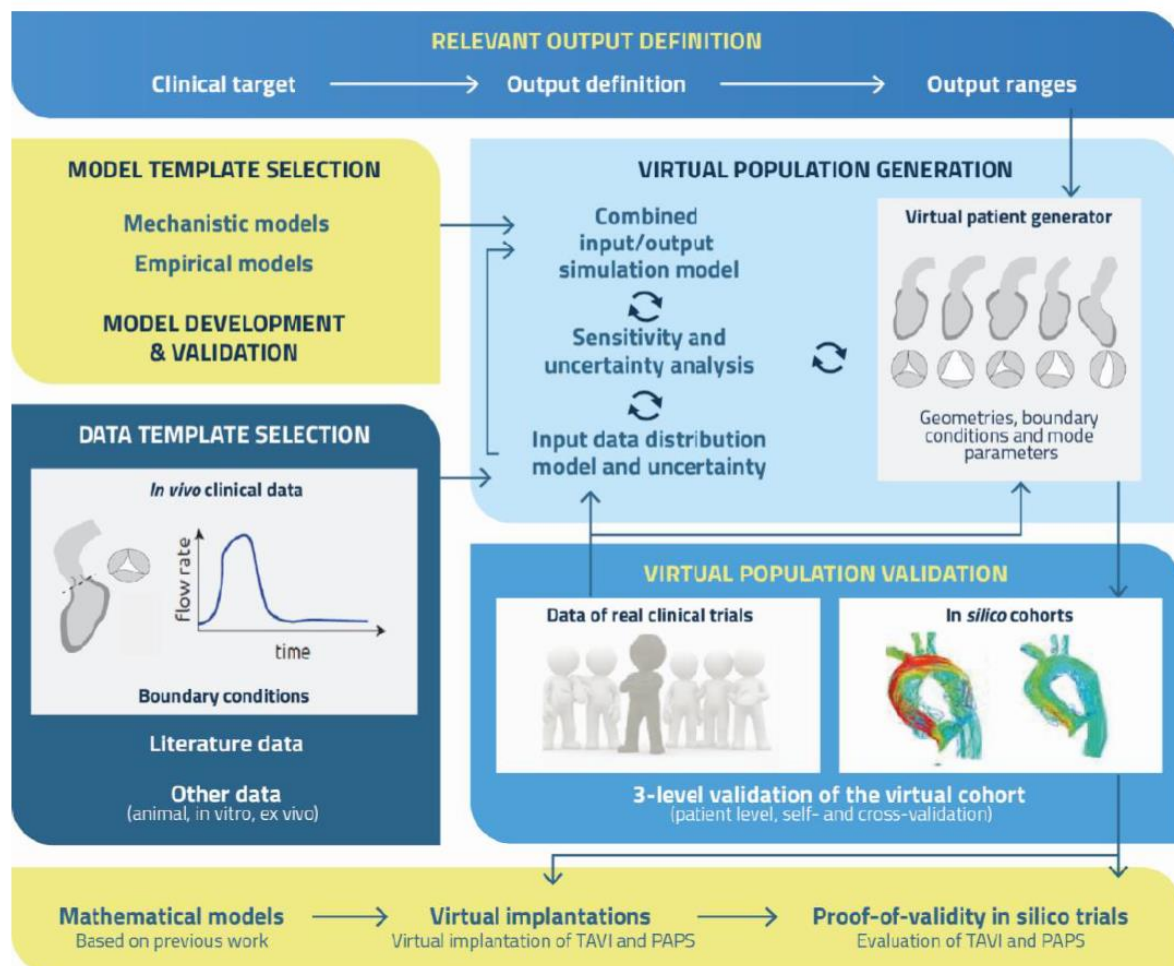 RELEVANT OUTPUT DEFINITION
Clinical target
Output definition
Output ranges
MODEL TEMPLATE SELECTION
Mechanistic models
Empirical models
MODEL DEVELOPMENT
& VALIDATION
VIRTUAL POPULATION GENERATION
Combined
input/output
simulation model
Sensitivity and
uncertainty analysis
Input data distribution
model and uncertainty
Virtual patient generator
Geometries, boundary
conditions and mode
parameters
DATA TEMPLATE SELECTION
In vivo clinical data
flow rate
time
Boundary conditions
Literature data
Other data
(animal, in vitro, ex vivo)
VIRTUAL POPULATION VALIDATION
Data of real clinical trials
In silico cohorts
3-level validation of the virtual cohort
(patient level, self- and cross-validation)
Mathematical models
Based on previous work
Virtual implantations
Virtual implantation of TAVI and PAPS
Proof-of-validity in silico trials
Evaluation of TAVI and PAPS